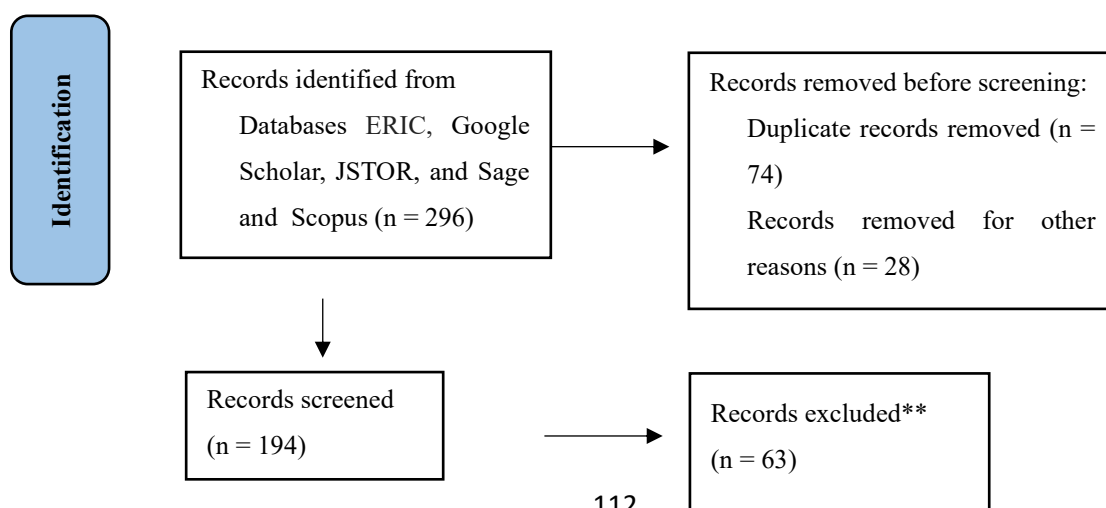 Identification
Records identified from
Databases ERIC, Google
Scholar, JSTOR, and Sage
and Scopus (n = 296)
Records removed before screening:
Duplicate records removed (n =
74)
Records removed for other
reasons (n = 28)
Records screened
(n = 194)
Records excluded**
(n = 63)
112